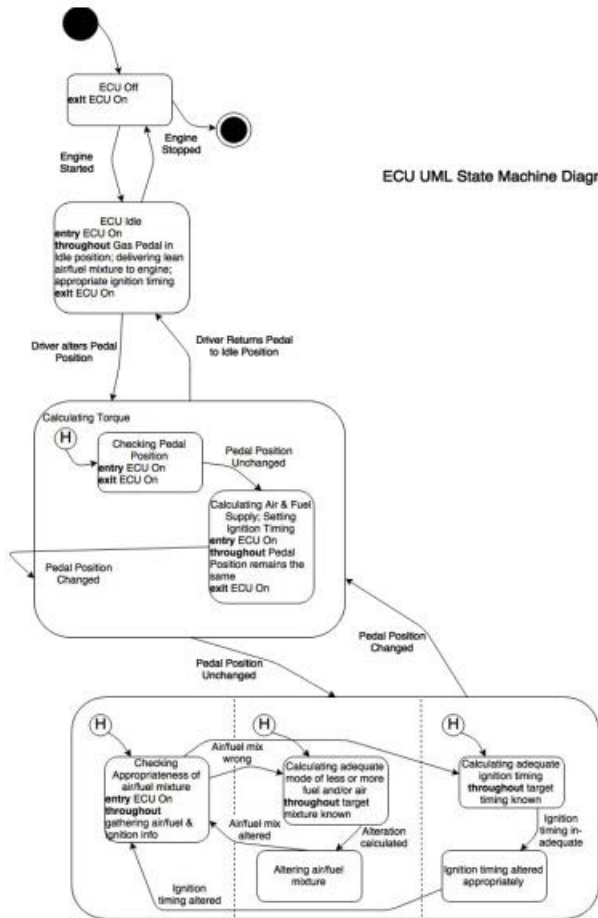 ECU Off
exit ECU On
Engine
Stopped
Engine
Started
ECU UML State Machine Diagr
ECU Idle
entry ECU On
throughout Gas Pedal in
Idle position; delivering lean
air/fuel mixture to engine;
appropriate ignition timing
exit ECU On
Driver alters Pedal
Position
Driver Returns Pedal
to Idle Position
Calculating Torque
H
Checking Pedal
Position
entry ECU On
exit ECU On
Pedal Position
Unchanged
Calculating Air & Fuel
Supply; Setting
Ignition Timing
entry ECU On
throughout Pedal
Position remains the
same
exit ECU On
Pedal Position
Changed
Pedal Position
Changed
Pedal Position
Unchanged
H
H
H
Checking
Appropriateness of
air/fuel mixture
entry ECU On
throughout
gathering air/fuel &
ignition info
Air/fuel mix
wrong
Calculating adequate
mode of less or more
fuel and/or air
throughout target
mixture known
Calculating adequate
ignition timing
throughout target
timing known
Air/fuel mix
altered
Alteration
calculated
Ignition
timing in-
adequate
Altering air/fuel
mixture
Ignition timing altered
appropriately
Ignition
timing altered